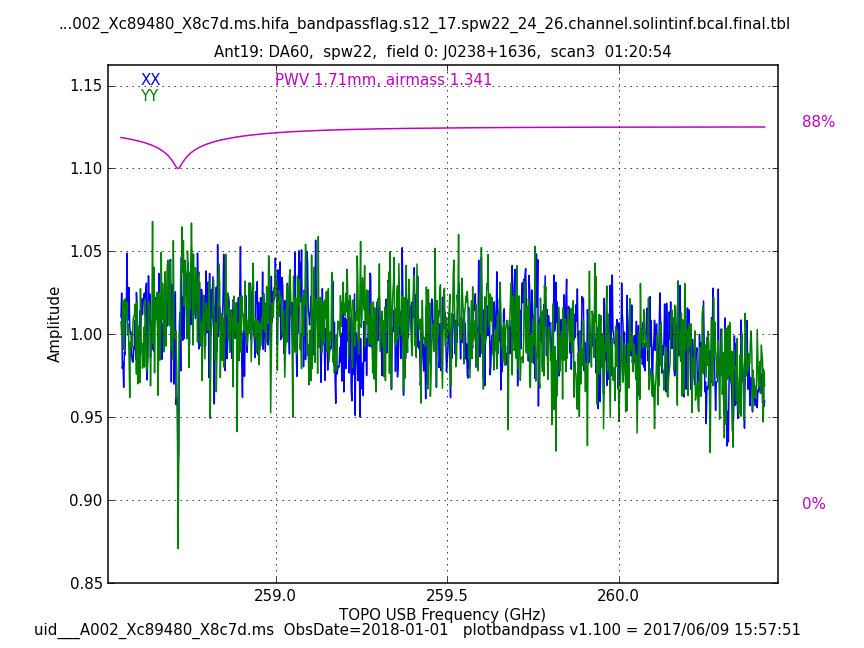 ...002_Xc89480_X8c7d.ms.hifa_bandpassflag.s12_17.spw22_24_26.channel.solintinf.bcal.final.tbl
Ant19: DA60,  spw22,  field 0: J0238+1636,  scan3  01:20:54
XX
YY
PWV 1.71mm, airmass 1.341
88%
0%
1.15
1.10
1.05
1.00
0.95
0.90
0.85
Amplitude
259.0 259.5 260.0
TOPO USB Frequency (GHz)
uid___A002_Xc89480_X8c7d.ms  ObsDate=2018-01-01   plotbandpass v1.100 = 2017/06/09 15:57:51